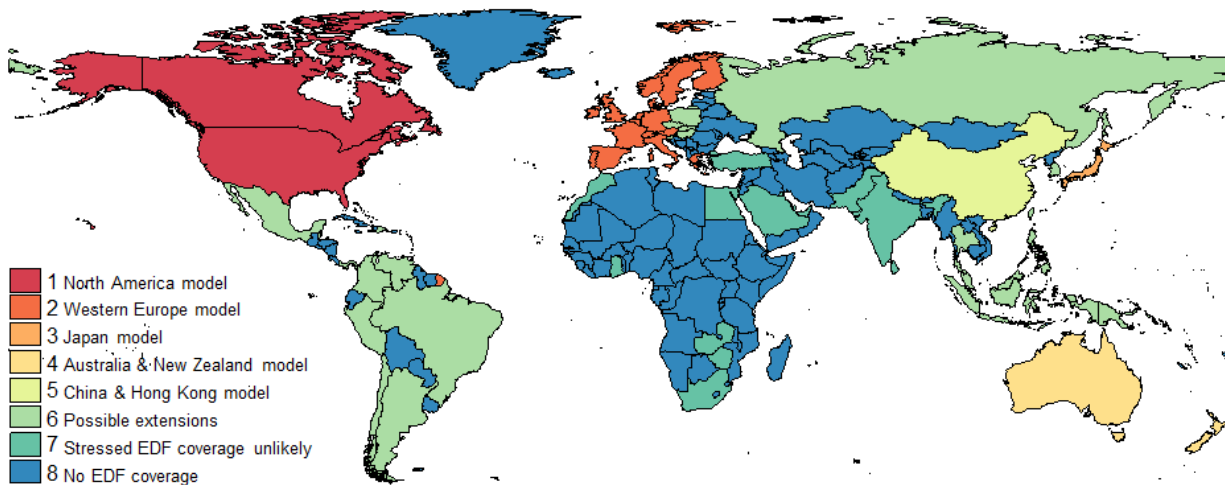 1 North America model
2 Western Europe model
3 Japan model
4 Australia & New Zealand model
5 China & Hong Kong model
6 Possible extensions
7 Stressed EDF coverage unlikely
8 No EDF coverage